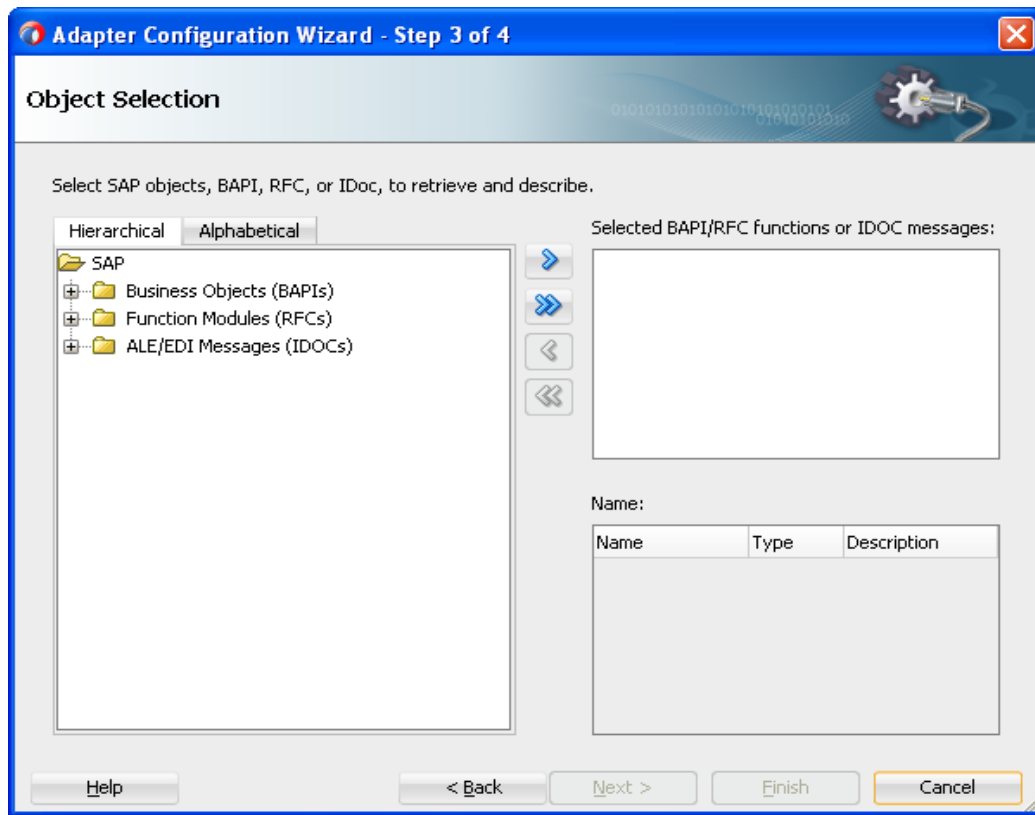 Adapter Configuration Wizard - Step 3 of 4
Object Selection
Select SAP objects, BAPI, RFC, or IDoc, to retrieve and describe.
Hierarchical
Alphabetical
Selected BAPI/RFC functions or IDOC messages:
SAP
Business Objects (BAPIs)
Function Modules (RFCs)
ALE/EDI Messages (IDOCs)
Name:
Name Type Description
Help
< Back
Next >
Finish
Cancel